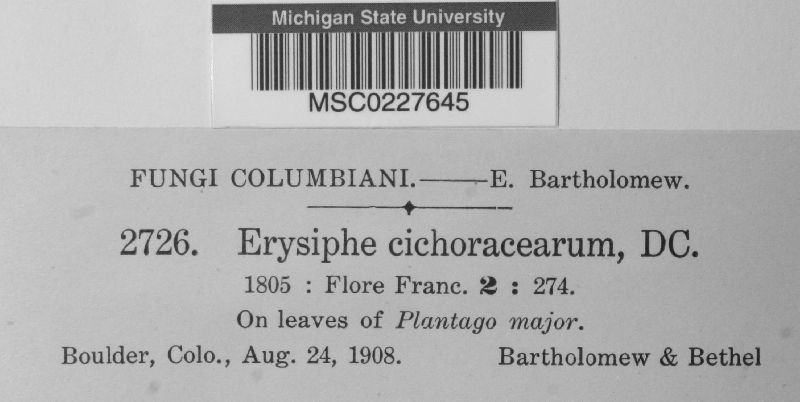 Michigan State University
MSC0227645
FUNGI COLUMBIANI.——E. Bartholomew.
2726. Erysiphe cichoracearum, DC.
1805 : Flore Franc. 2 : 274.
On leaves of Plantago major.
Boulder, Colo., Aug. 24, 1908. Bartholomew & Bethel